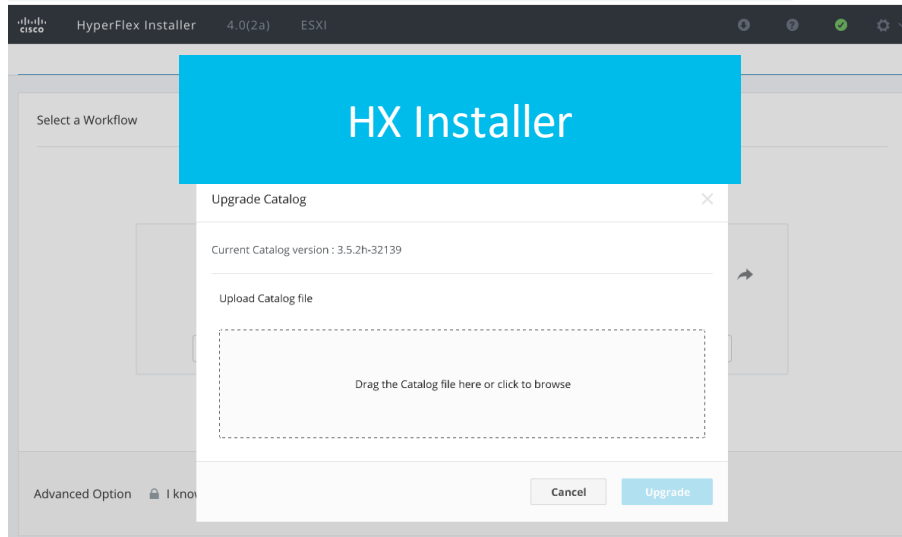 cisco HyperFlex Installer 4.0(2a) ESXI
HX Installer
Select a Workflow
Upgrade Catalog
Current Catalog version : 3.5.2h-32139
Upload Catalog file
Drag the Catalog file here or click to browse
Advanced Option I know
Cancel Upgrade